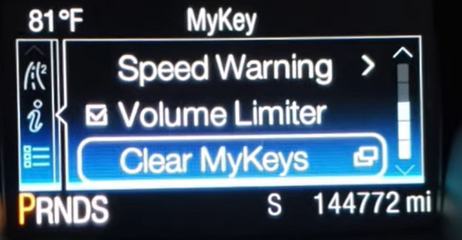 81°F MyKey
Speed Warning
Volume Limiter
Clear MyKeys
PRNDS S 144772 mi